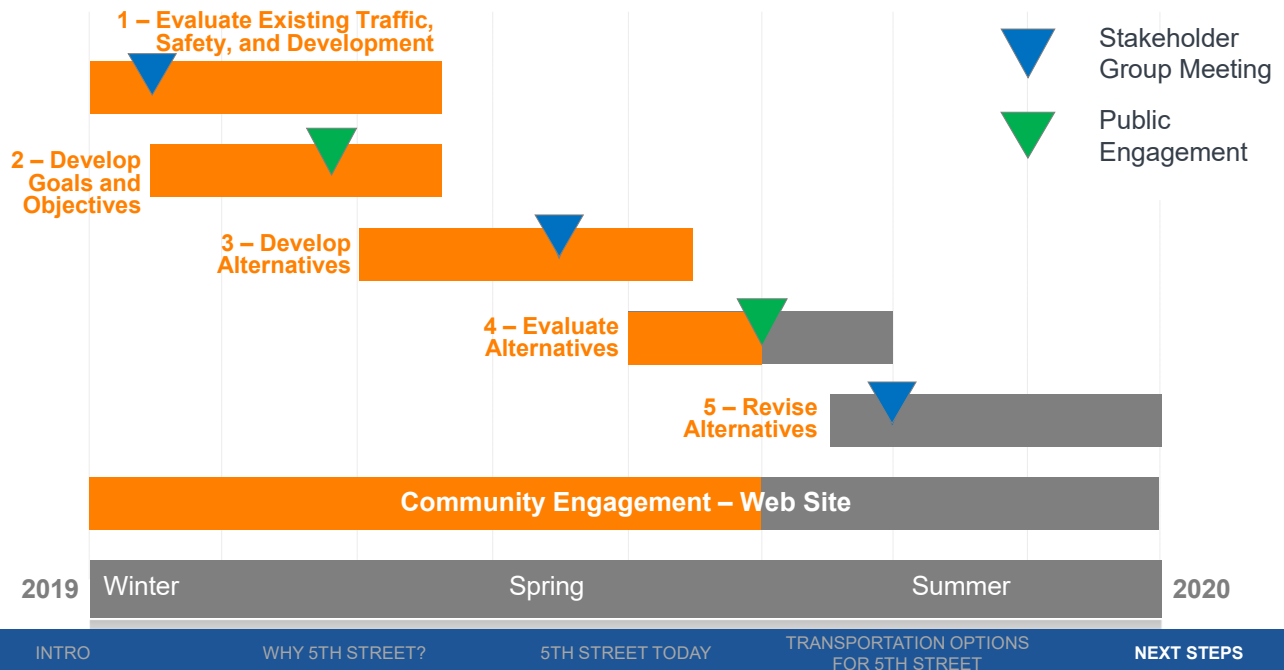 1 – Evaluate Existing Traffic,
Safety, and Development
Stakeholder
Group Meeting
Public
Engagement
2 – Develop
Goals and
Objectives
3 – Develop
Alternatives
4 – Evaluate
Alternatives
5 – Revise
Alternatives
Community Engagement – Web Site
2019 Winter Spring Summer 2020
INTRO
WHY 5TH STREET?
5TH STREET TODAY
TRANSPORTATION OPTIONS
FOR 5TH STREET
NEXT STEPS